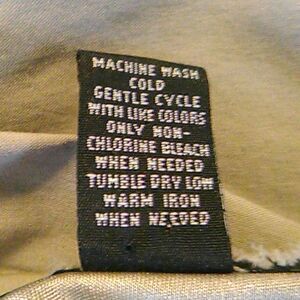 MACHINE WASH
COLD
GENTLE CYCLE
WITH LIKE COLORS
ONLY NON-
CHLORINE BLEACH
WHEN NEEDED
TUMBLE DRY LOW
WARM IRON
WHEN NEEDED